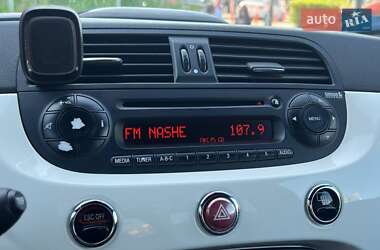 auto RIA
FM NASHE 107.9
MENU
MEDIA TUNER A-B-C 1 2 3 4 5 6 AUDIO
ESC OFF